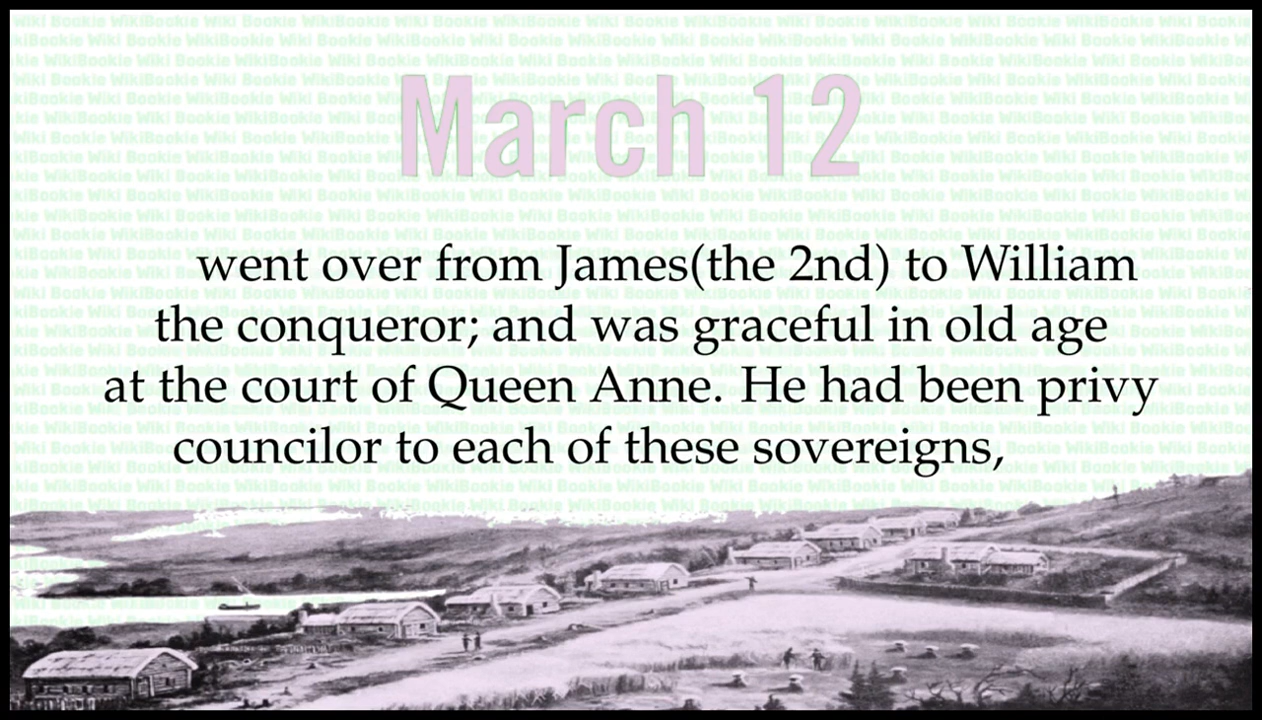 March 12
went over from James(the 2nd) to William
the conqueror; and was graceful in old age
at the court of Queen Anne. He had been privy
councilor to each of these sovereigns,